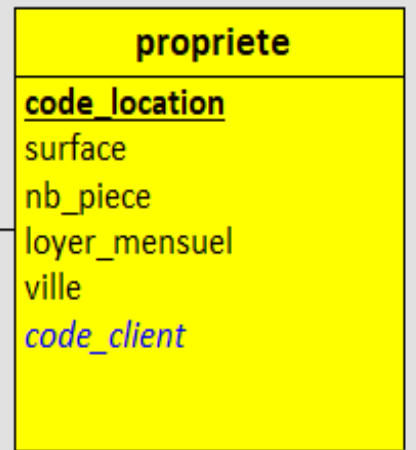 propriete
code_location
surface
nb_piece
loyer_mensuel
ville
code_client